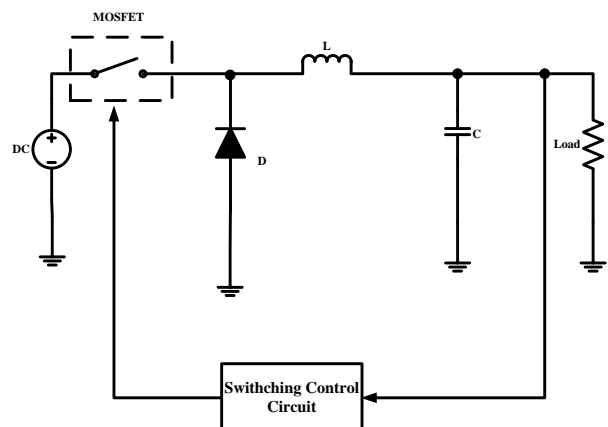 MOSFET
L
DC
+
-
D
C
Load
Swithching Control
Circuit